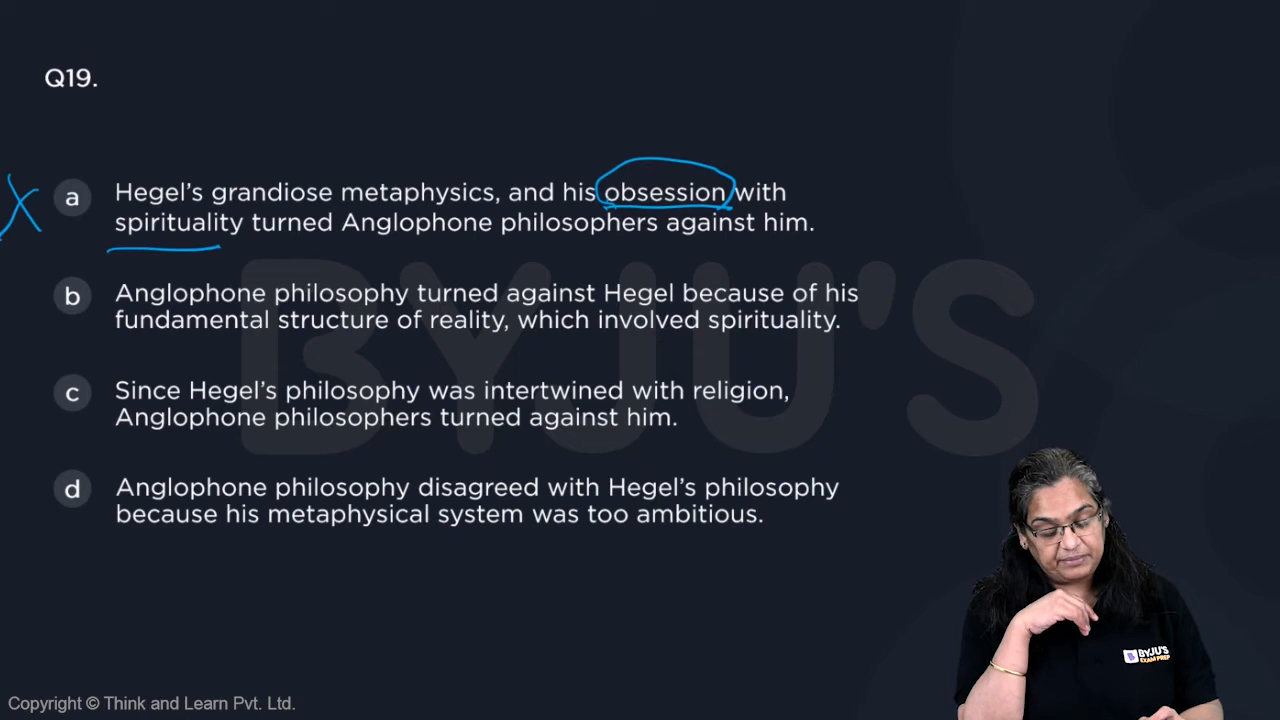 Q19.
a
Hegel’s grandiose metaphysics, and his obsession with
spirituality turned Anglophone philosophers against him.
b
Anglophone philosophy turned against Hegel because of his
fundamental structure of reality, which involved spirituality.
c
Since Hegel’s philosophy was intertwined with religion,
Anglophone philosophers turned against him.
d
Anglophone philosophy disagreed with Hegel’s philosophy
because his metaphysical system was too ambitious.
BYJU'S
BYJU'S
EXAM PREP
Copyright © Think and Learn Pvt. Ltd.